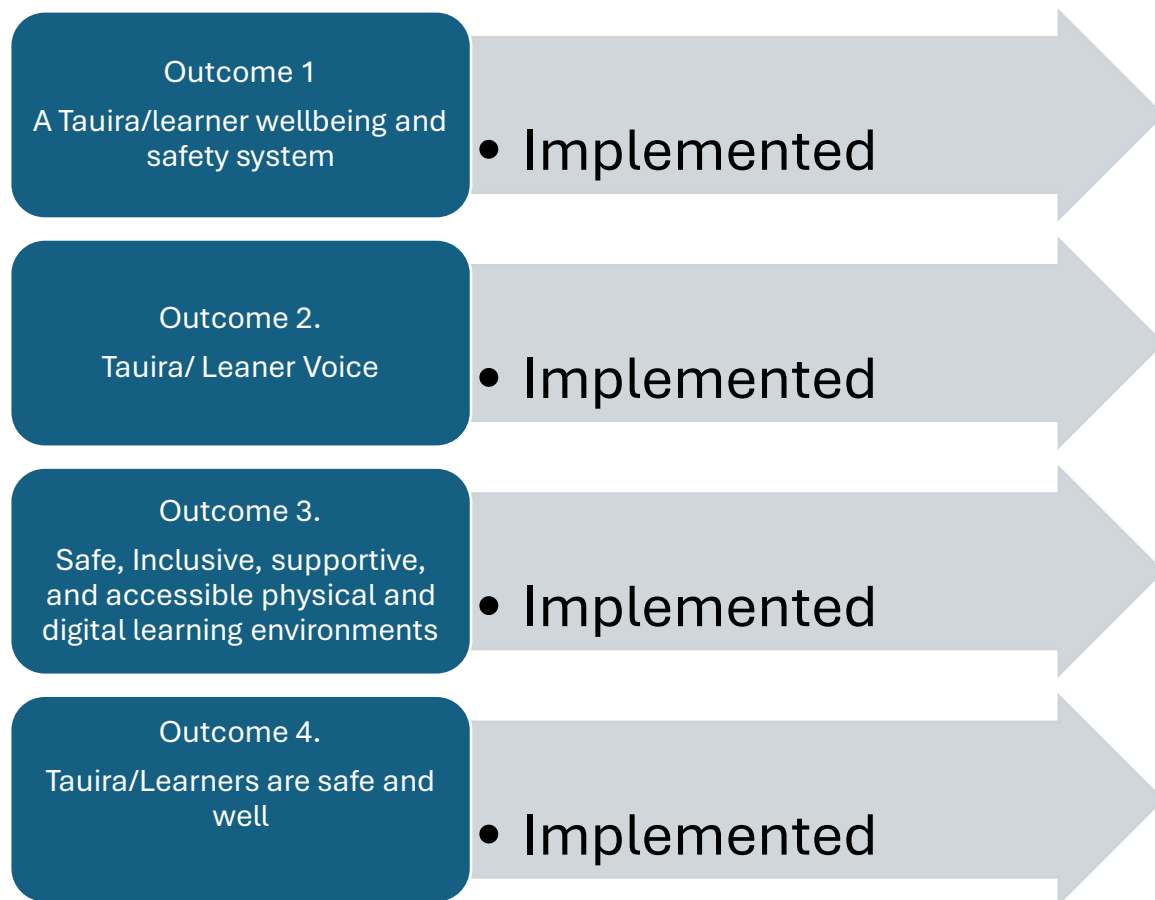 Outcome 1
A Tauira/learner wellbeing and
safety system
• Implemented
Outcome 2.
Tauira/ Leaner Voice
• Implemented
Outcome 3.
Safe, Inclusive, supportive,
and accessible physical and
digital learning environments
• Implemented
Outcome 4.
Tauira/Learners are safe and
well
• Implemented